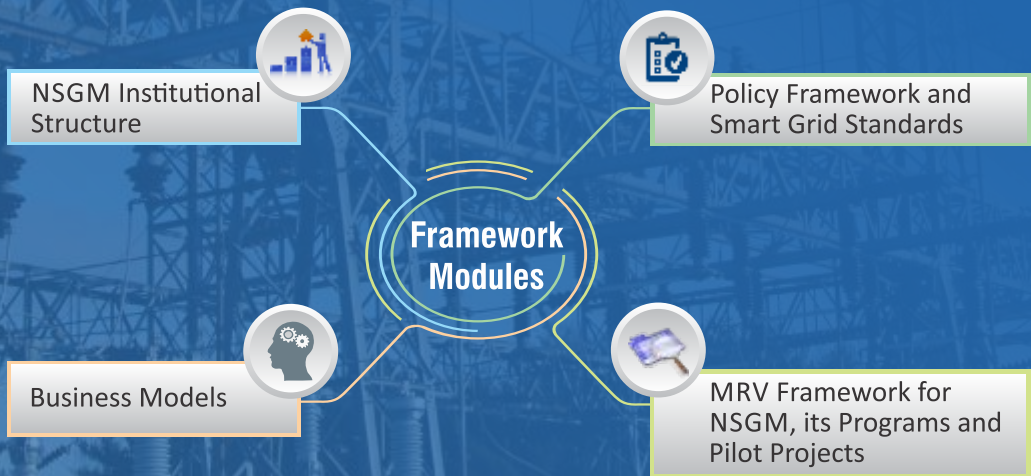 NSGM Institutional
Structure
Policy Framework and
Smart Grid Standards
Framework
Modules
Business Models
MRV Framework for
NSGM, its Programs and
Pilot Projects